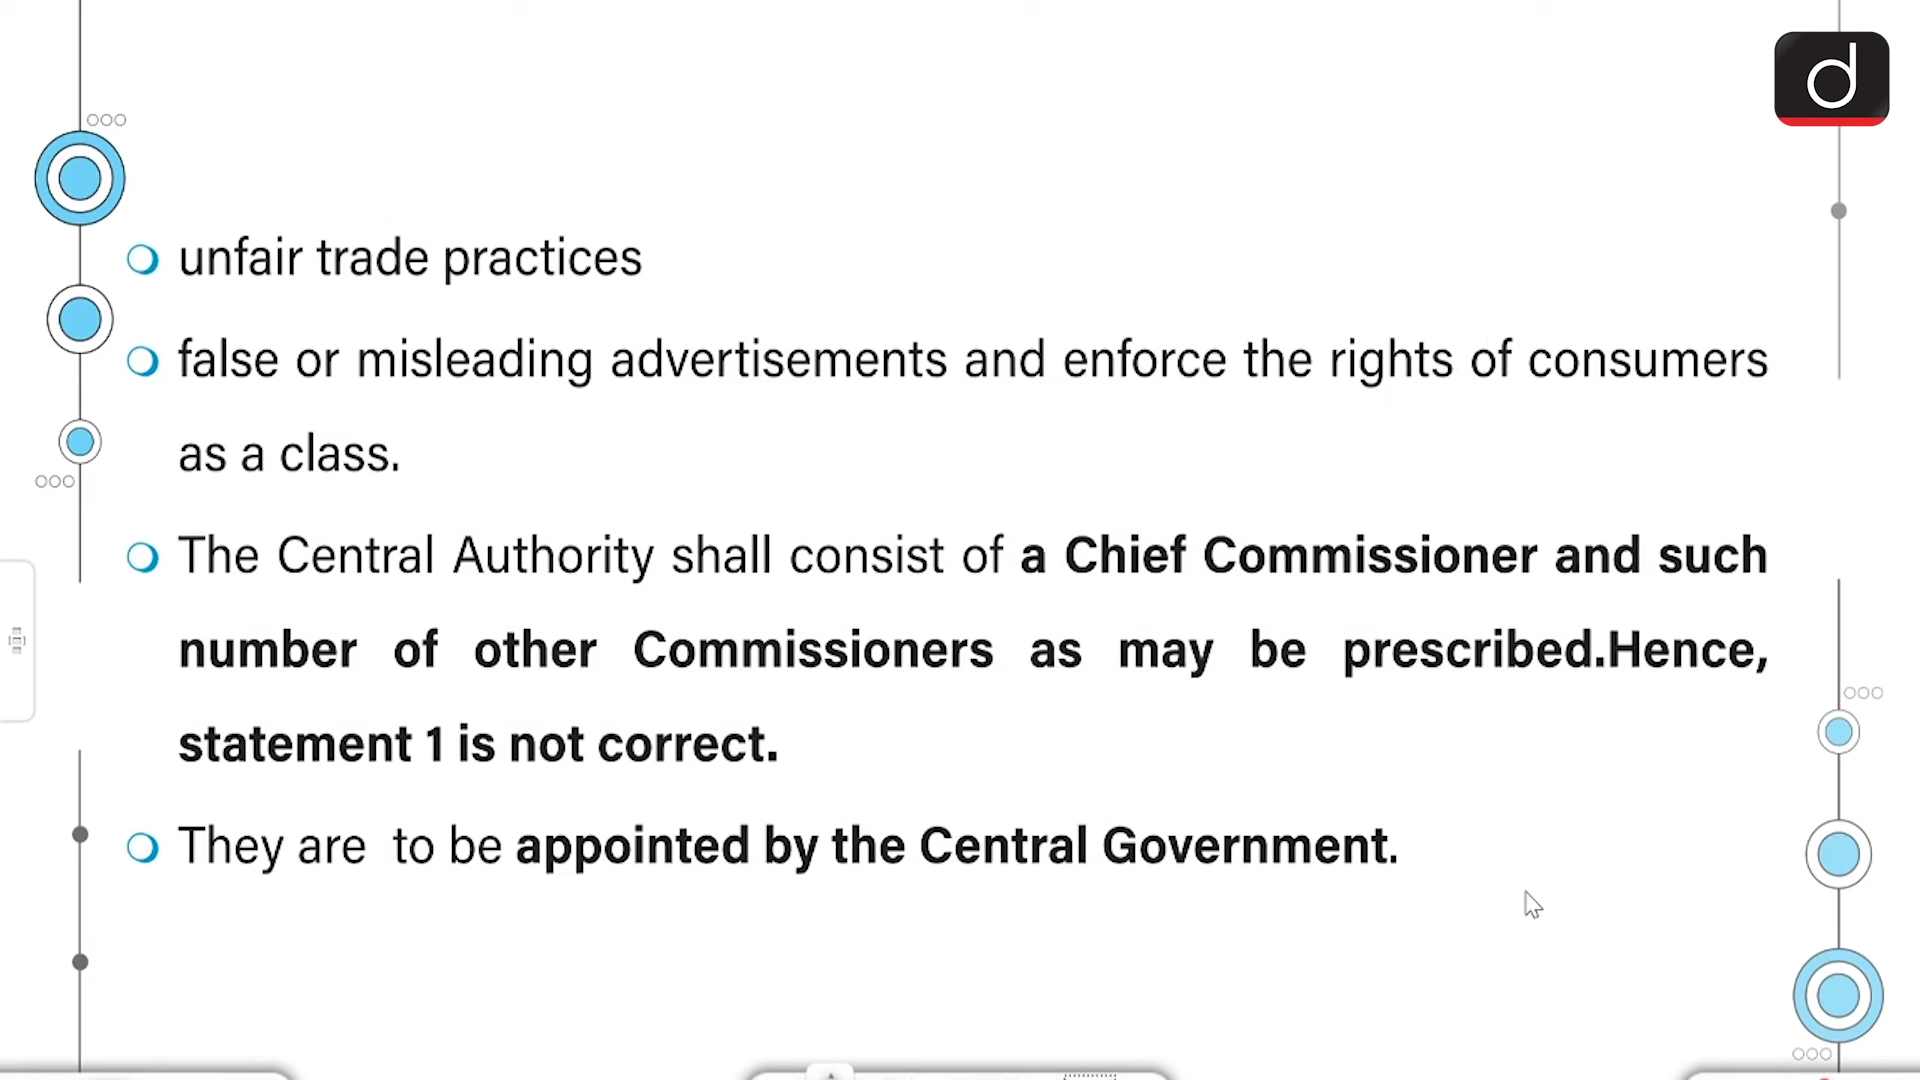 d
unfair trade practices
false or misleading advertisements and enforce the rights of consumers
as a class.
The Central Authority shall consist of a Chief Commissioner and such
number of other Commissioners as may be prescribed.Hence,
statement 1 is not correct.
They are  to be appointed by the Central Government.